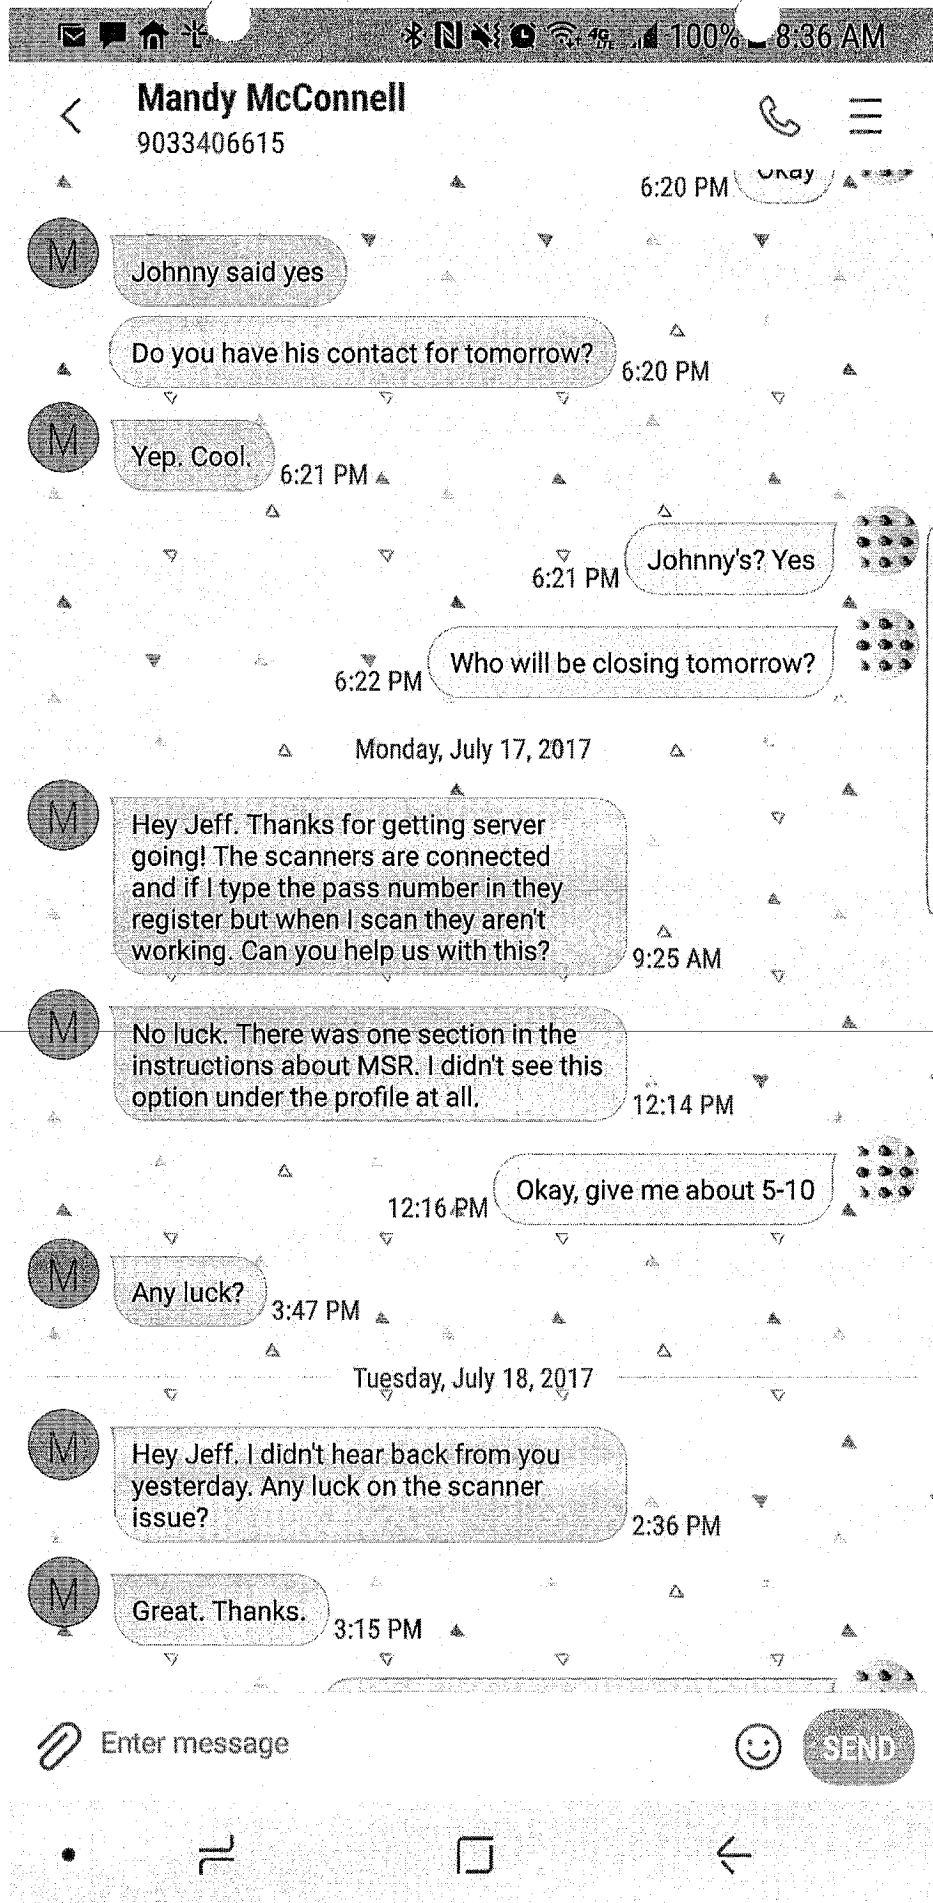 100% 8:36 AM
Mandy McConnell
9033406615
Okay
6:20 PM
M
Johnny said yes
Do you have his contact for tomorrow?
6:20 PM
M
Yep. Cool.
6:21 PM
Johnny's? Yes
6:21 PM
Who will be closing tomorrow?
6:22 PM
Monday, July 17, 2017
M
Hey Jeff. Thanks for getting server
going! The scanners are connected
and if I type the pass number in they
register but when I scan they aren't
working. Can you help us with this?
9:25 AM
M
No luck. There was one section in the
instructions about MSR. I didn't see this
option under the profile at all.
12:14 PM
Okay, give me about 5-10
12:16 PM
M
Any luck?
3:47 PM
Tuesday, July 18, 2017
M
Hey Jeff. I didn't hear back from you
yesterday. Any luck on the scanner
issue?
2:36 PM
M
Great. Thanks.
3:15 PM
Enter message
SEND